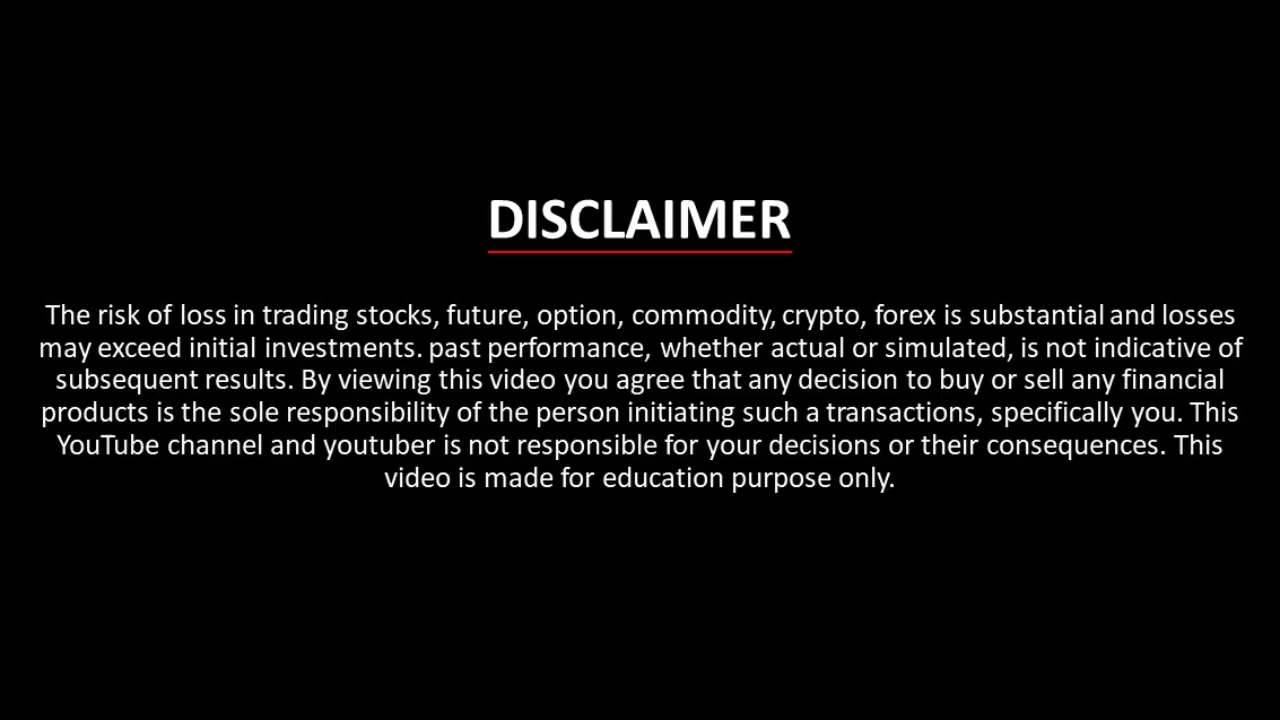 DISCLAIMER
The risk of loss in trading stocks, future, option, commodity, crypto, forex is substantial and losses
may exceed initial investments. past performance, whether actual or simulated, is not indicative of
subsequent results. By viewing this video you agree that any decision to buy or sell any financial
products is the sole responsibility of the person initiating such a transactions, specifically you. This
YouTube channel and youtuber is not responsible for your decisions or their consequences. This
video is made for education purpose only.